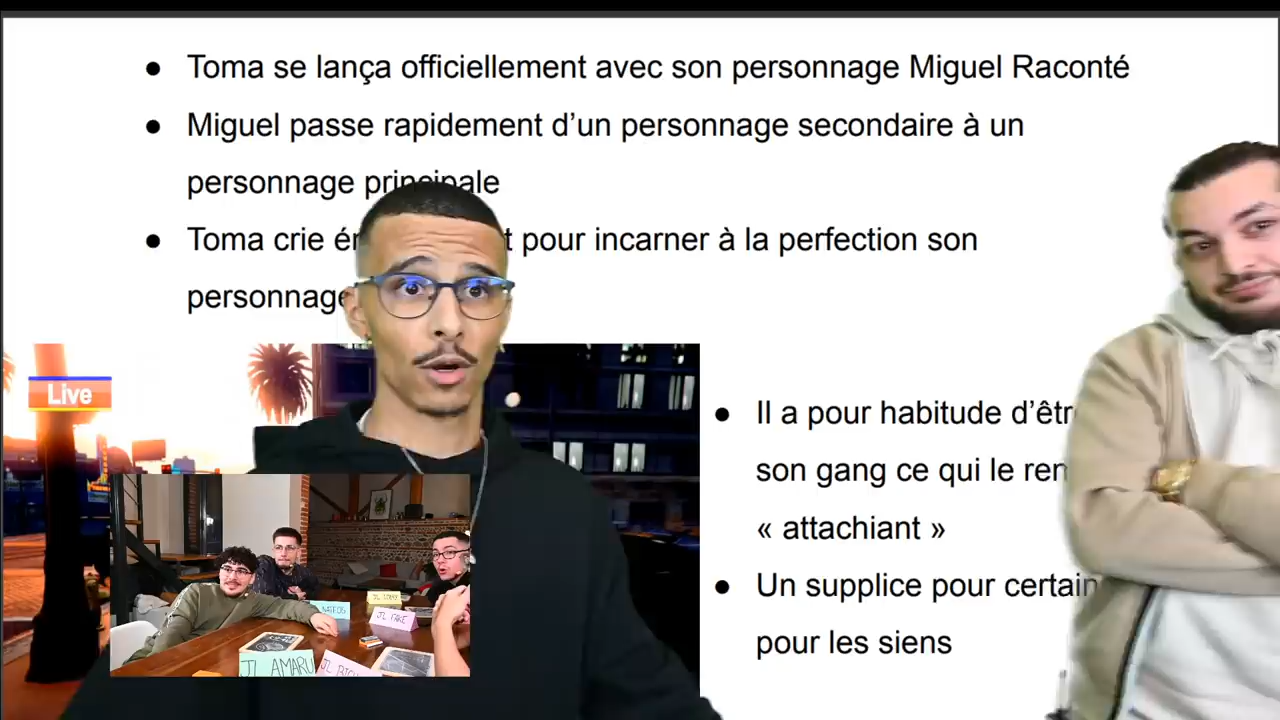 Toma se lança officiellement avec son personnage Miguel Raconté
Miguel passe rapidement d’un personnage secondaire à un
personnage principale
Toma crie pour incarner à la perfection son
personnage
Live
Il a pour habitude
son gang ce qui le
« attachiant »
Un supplice pour certain
pour les siens
JL FAKE
JL AMARU